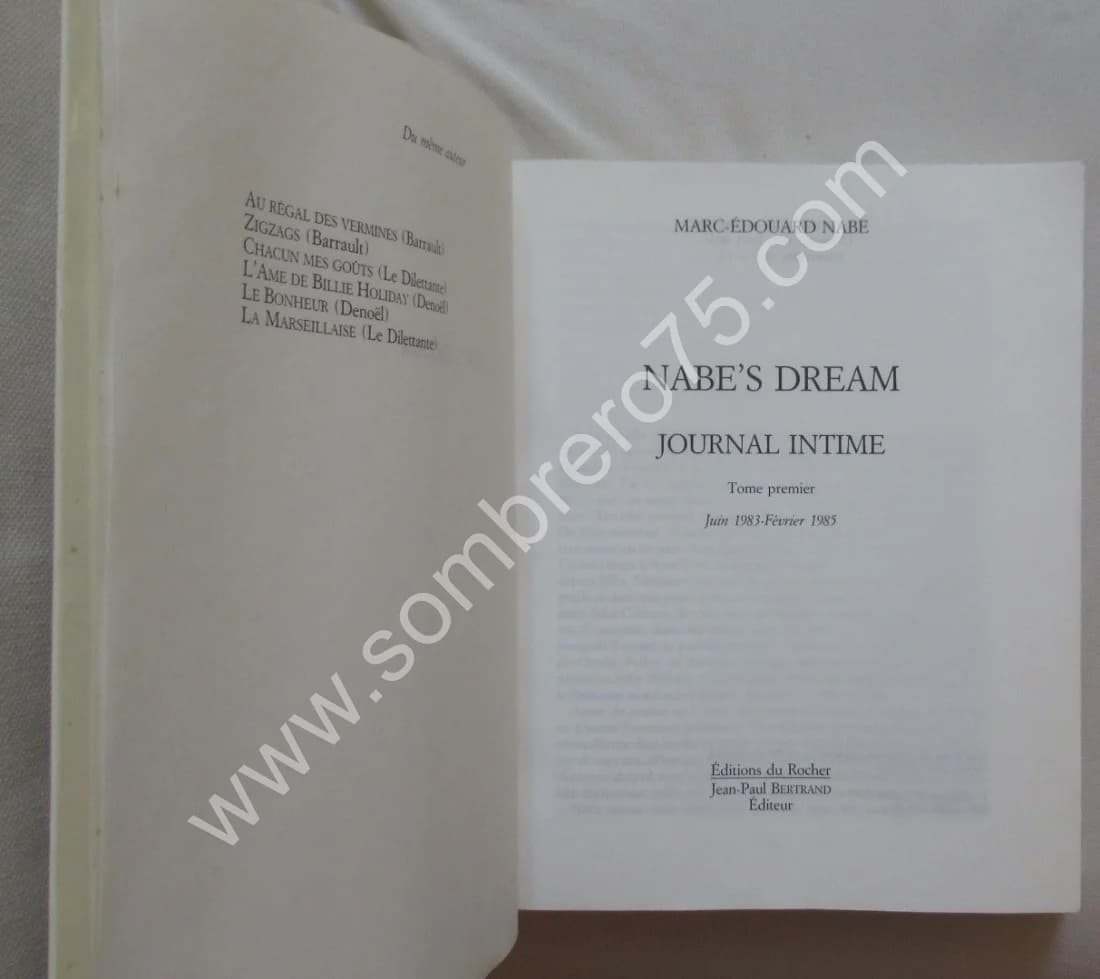 Du même auteur
AU RÉGAL DES VERMINES (Barrault)
ZIGZAGS (Barrault)
CHACUN MES GOÛTS (Le Dilettante)
L'AME DE BILLIE HOLIDAY (Denoël)
LE BONHEUR (Denoël)
LA MARSEILLAISE (Le Dilettante)
MARC-ÉDOUARD NABE
NABE'S DREAM
JOURNAL INTIME
Tome premier
Juin 1983-Février 1985
Éditions du Rocher
Jean-Paul BERTRAND
Éditeur
www.sombrero75.com